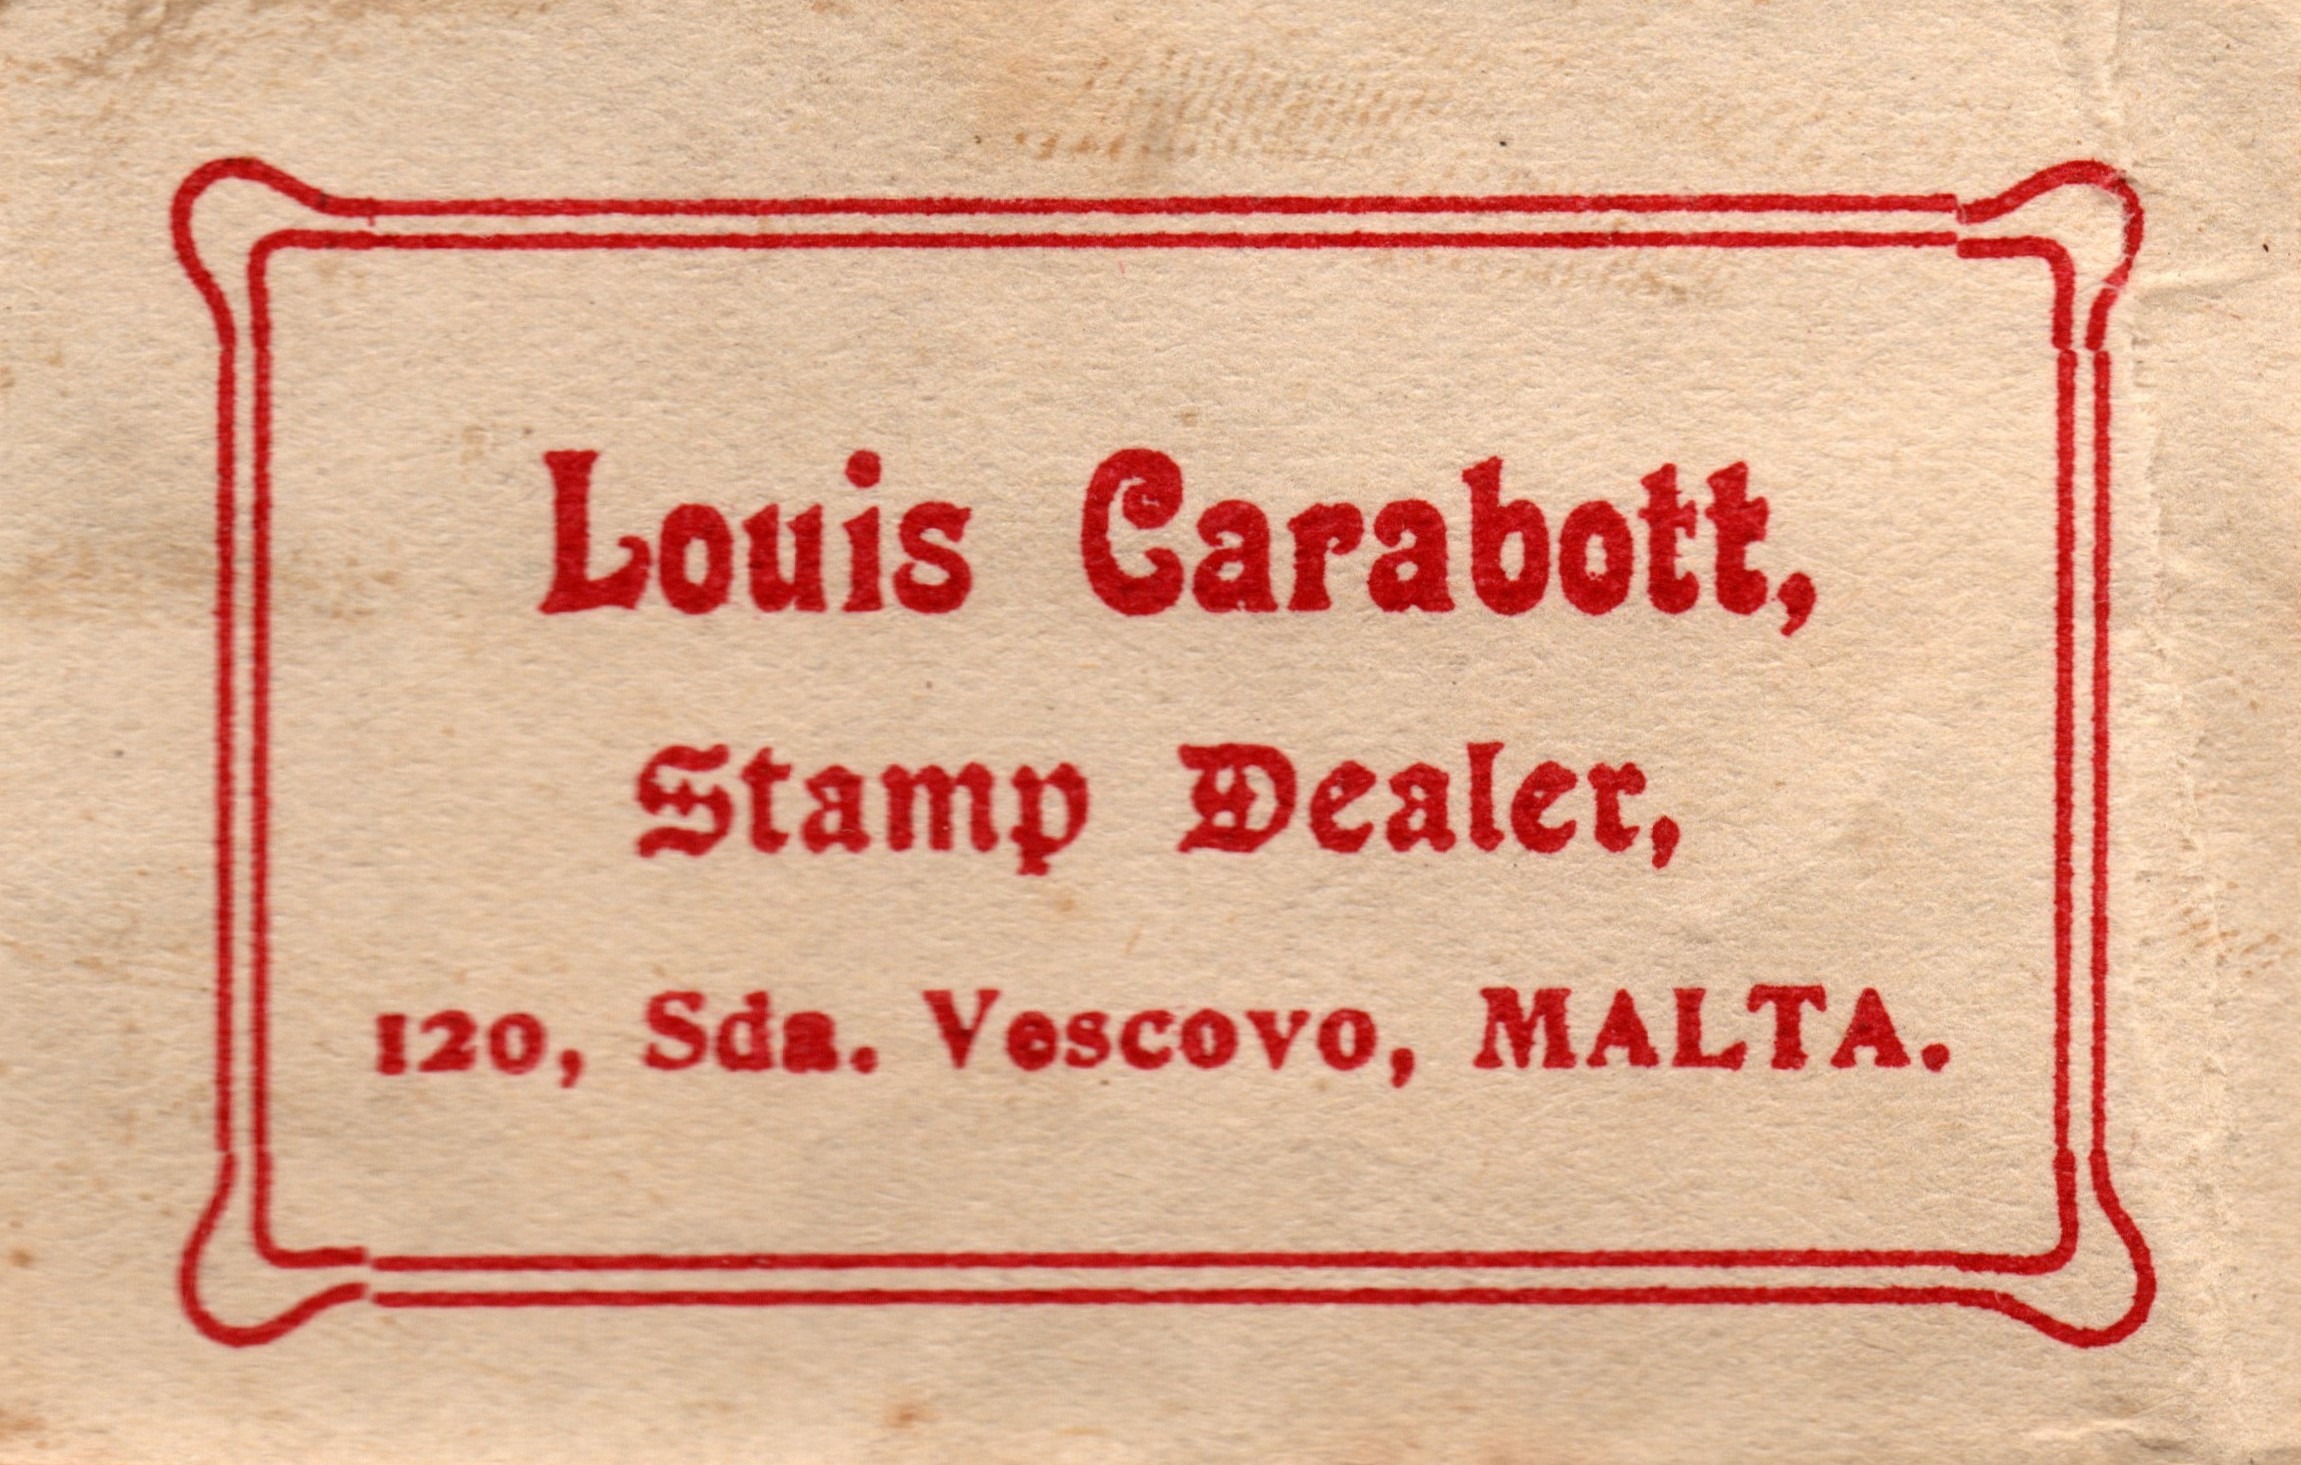 Louis Carabott,
Stamp Dealer,
120, Sda. Vescovo, MALTA.